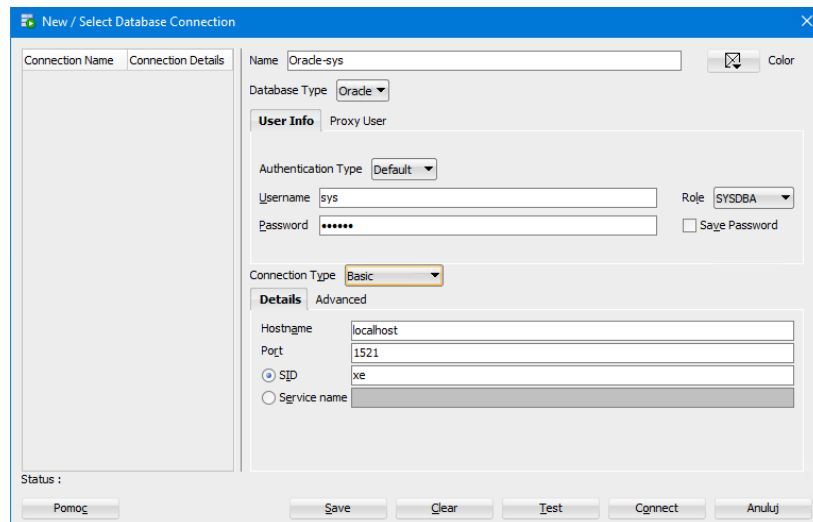 New / Select Database Connection
Connection Name Connection Details
Name Oracle-sys Color
Database Type Oracle
User Info Proxy User
Authentication Type Default
Username sys Role SYSDBA
Password •••••• Save Password
Connection Type Basic
Details Advanced
Hostname localhost
Port 1521
SID xe
Service name
Status :
Pomoc Save Clear Test Connect Anuluj